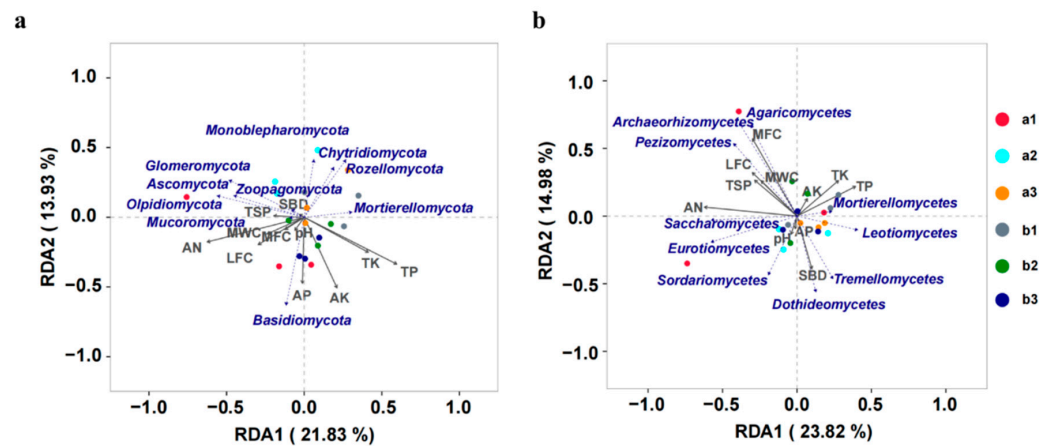 a
1.0
0.5
0.0
−0.5
−1.0
RDA2 ( 13.93 %)
Monoblepharomycota
Chytridiomycota
Rozellomycota
Glomeromycota
Ascomycota
Zoopagomycota
Olpidiomycota
SBD
Mortierellomycota
TSP
Mucoromycota
MWC
MFC
pH
AN
LFC
TK
TP
AP
AK
Basidiomycota
−1.0 −0.5 0.0 0.5 1.0
RDA1 ( 21.83 %)
b
1.0
0.5
0.0
−0.5
−1.0
RDA2 ( 14.98 %)
Agaricomycetes
Archaeorhizomycetes
MFC
Pezizomycetes
LFC
MWC
TK
TSP
AK
TP
AN
Mortierellomycetes
Saccharomycetes
AP
Leotiomycetes
pH
Eurotiomycetes
SBD
Sordariomycetes
Tremellomycetes
Dothideomycetes
−1.0 −0.5 0.0 0.5 1.0
RDA1 ( 23.82 %)
a1
a2
a3
b1
b2
b3